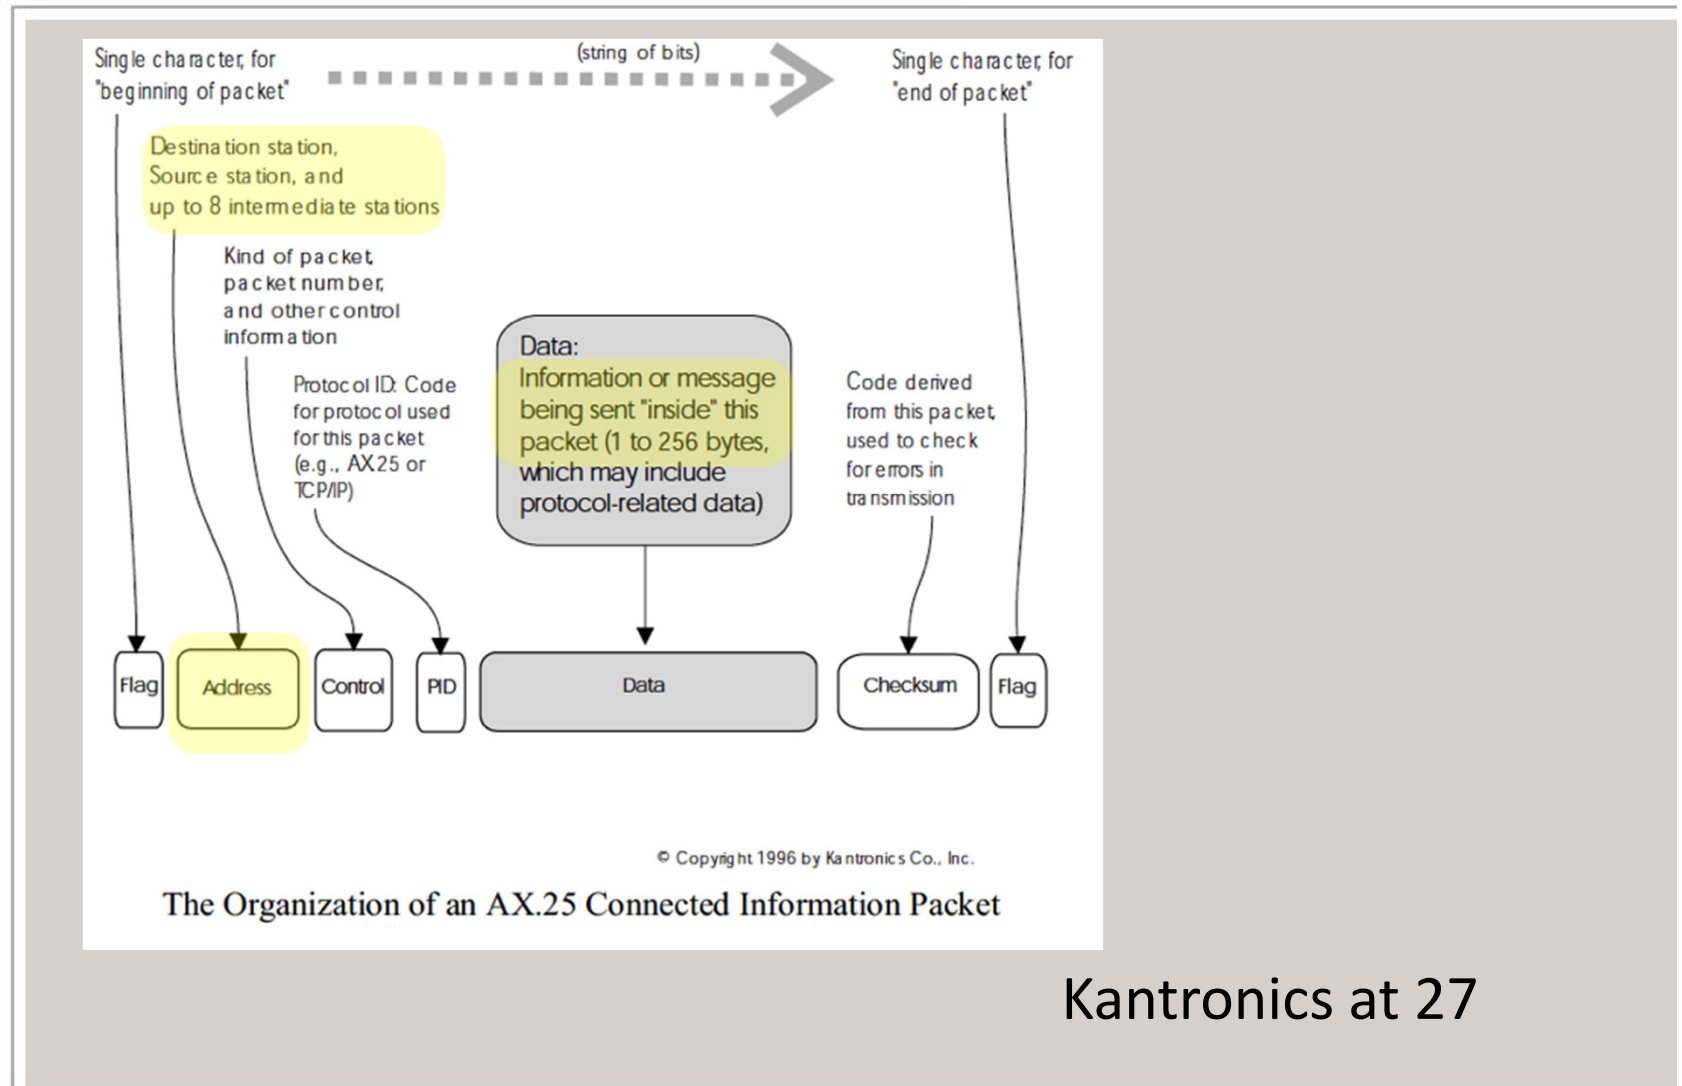 Single character, for
"beginning of packet"
(string of bits)
Single character, for
"end of packet"
Destination station,
Source station, and
up to 8 intermediate stations
Kind of packet,
packet number,
and other control
information
Protocol ID: Code
for protocol used
for this packet
(e.g., AX.25 or
TCP/IP)
Data:
Information or message
being sent "inside" this
packet (1 to 256 bytes,
which may include
protocol-related data)
Code derived
from this packet,
used to check
for errors in
transmission
Flag
Address
Control
PID
Data
Checksum
Flag
© Copyright 1996 by Kantronics Co., Inc.
The Organization of an AX.25 Connected Information Packet
Kantronics at 27